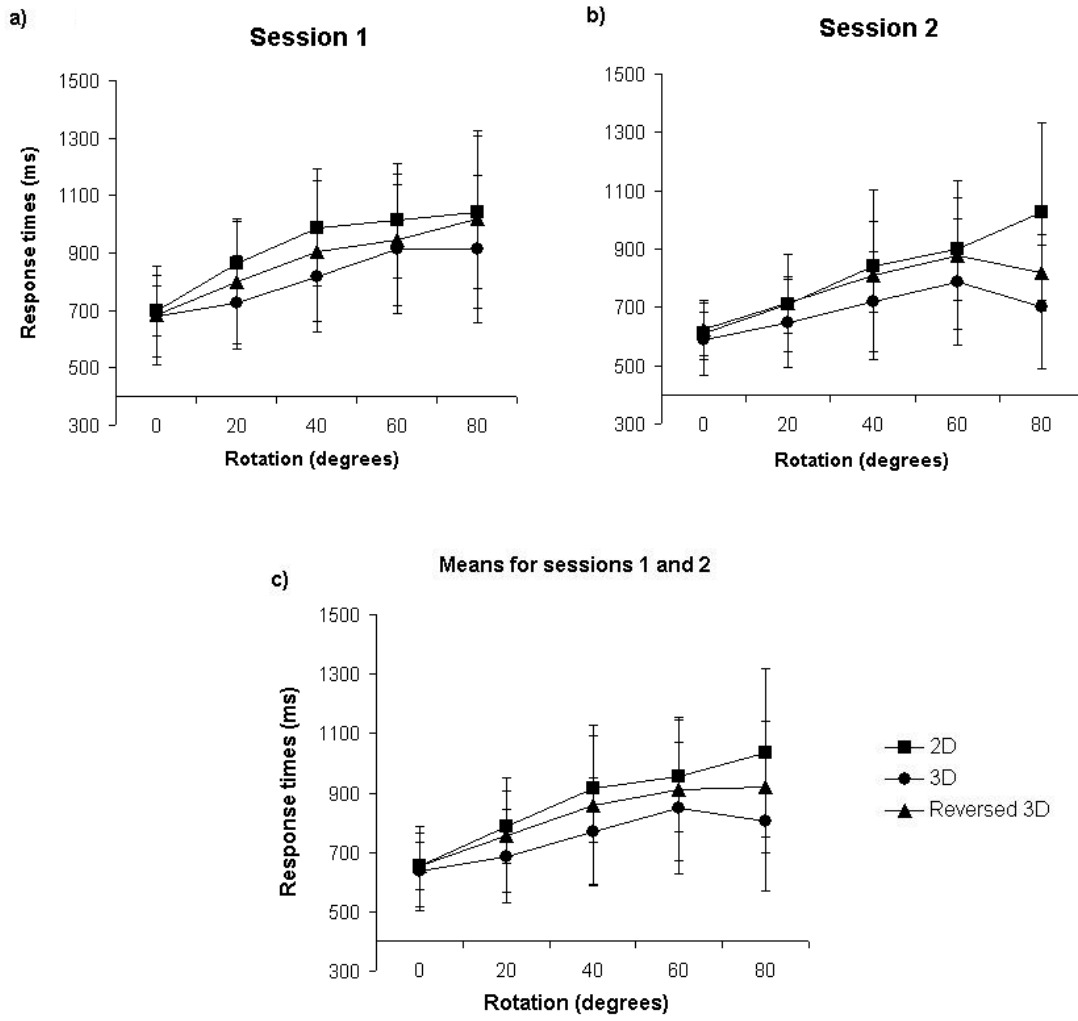 a)
Session 1
Response times (ms)
1500
1300
1100
900
700
500
300
0 20 40 60 80
Rotation (degrees)
b)
Session 2
1500
1300
1100
900
700
500
300
0 20 40 60 80
Rotation (degrees)
c)
Means for sessions 1 and 2
Response times (ms)
1500
1300
1100
900
700
500
300
0 20 40 60 80
Rotation (degrees)
2D
3D
Reversed 3D